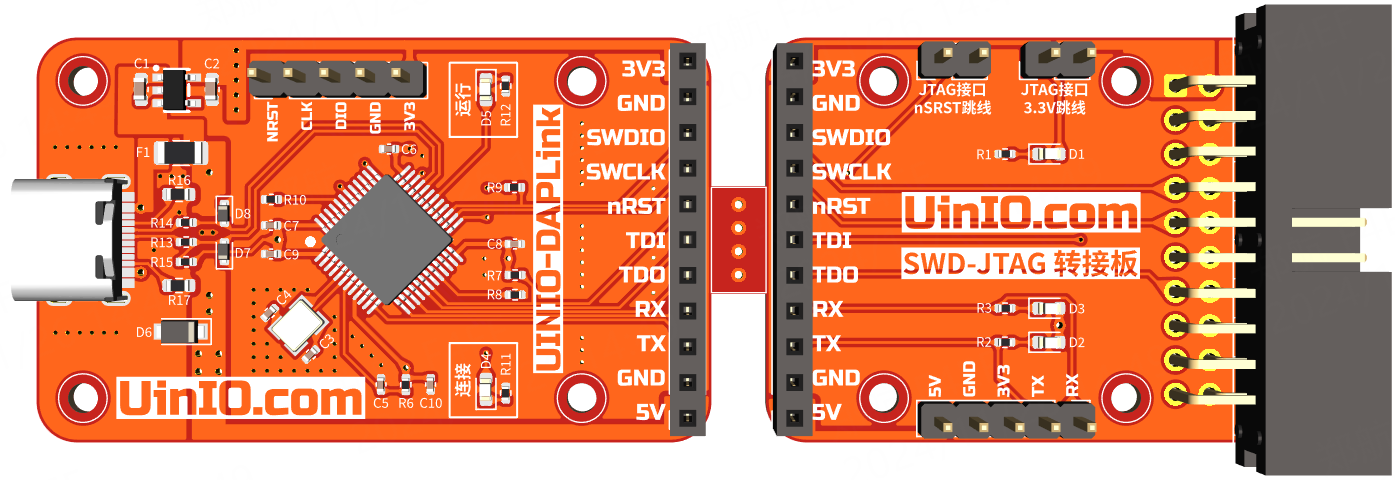 C1
C2
NRST
CLK
DIO
GND
3V3
运行
D5
R12
F1
C6
R16
R10
R9
D8
R14
C7
R13
D7
C9
C8
R15
R7
R17
R8
C4
C3
D6
UinIO.com
C5
R6
C10
连接
D4
R11
UINIO-DAPLink
3V3
GND
SWDIO
SWCLK
nRST
TDI
TDO
RX
TX
GND
5V
3V3
GND
SWDIO
SWCLK
nRST
TDI
TDO
RX
TX
GND
5V
JTAG接口
nSRST跳线
JTAG接口
3.3V跳线
R1
D1
UinIO.com
SWD-JTAG 转接板
R3
D3
R2
D2
5V
GND
3V3
TX
RX